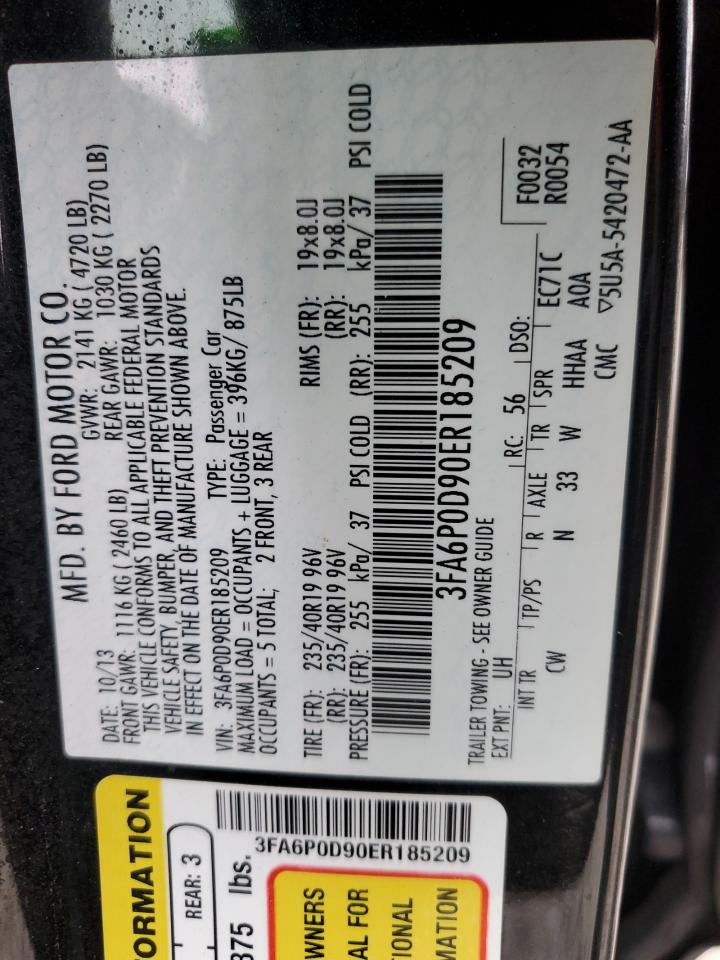 MFD. BY FORD MOTOR CO.
DATE: 10/13 GVWR: 2141 KG ( 4720 LB)
FRONT GAWR: 1116 KG ( 2460 LB) REAR GAWR: 1030 KG ( 2270 LB)
THIS VEHICLE CONFORMS TO ALL APPLICABLE FEDERAL MOTOR
VEHICLE SAFETY, BUMPER, AND THEFT PREVENTION STANDARDS
IN EFFECT ON THE DATE OF MANUFACTURE SHOWN ABOVE.
VIN: 3FA6P0D90ER185209 TYPE: Passenger Car
MAXIMUM LOAD = OCCUPANTS + LUGGAGE = 396KG/ 875LB
OCCUPANTS = 5 TOTAL; 2 FRONT, 3 REAR
TIRE (FR): 235/40R19 96V RIMS (FR): 19x8.0J
(RR): 235/40R19 96V (RR): 19x8.0J
PRESSURE (FR): 255 kPa/ 37 PSI COLD (RR): 255 kPa/ 37 PSI COLD
3FA6P0D90ER185209
TRAILER TOWING - SEE OWNER GUIDE
EXT PNT: UH RC: 56 DSO: F0032
INT TR TP/PS R AXLE TR SPR EC71C R0054
CW N 33 W HHAA A0A
CMC ▽5U5A-5420472-AA
ORMATION
REAR: 3
375 lbs.
3FA6P0D90ER185209
WNERS
AL FOR
IONAL
MATION